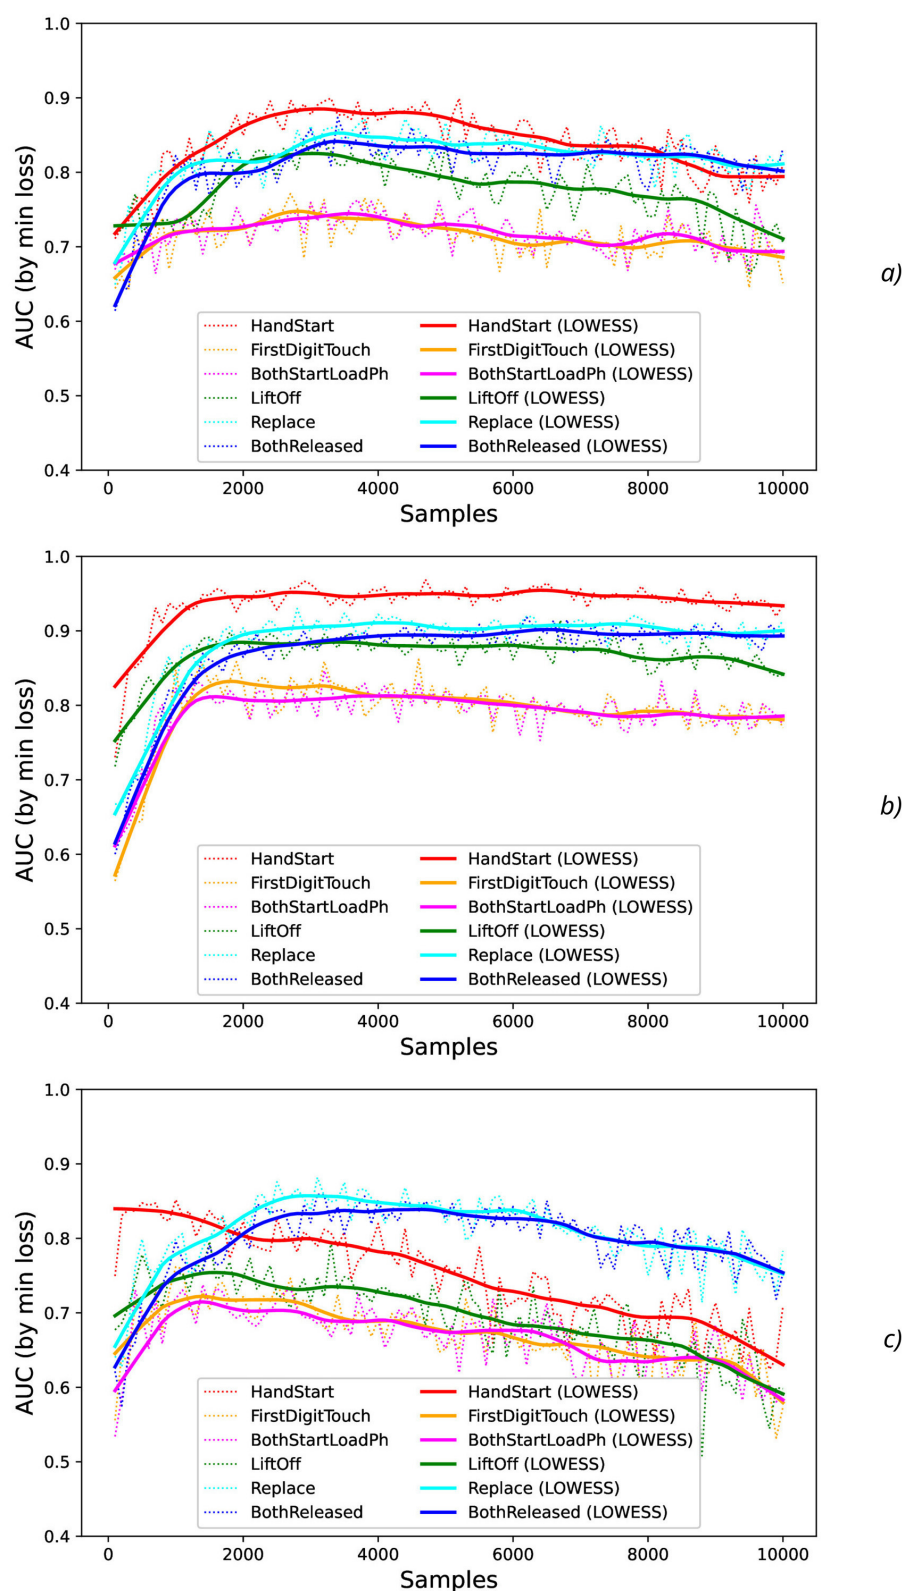 1.0
0.9
0.8
0.7
0.6
0.5
0.4
AUC (by min loss)
HandStart
FirstDigitTouch
BothStartLoadPh
LiftOff
Replace
BothReleased
HandStart (LOWESS)
FirstDigitTouch (LOWESS)
BothStartLoadPh (LOWESS)
LiftOff (LOWESS)
Replace (LOWESS)
BothReleased (LOWESS)
0 2000 4000 6000 8000 10000
Samples
a)
1.0
0.9
0.8
0.7
0.6
0.5
0.4
AUC (by min loss)
HandStart
FirstDigitTouch
BothStartLoadPh
LiftOff
Replace
BothReleased
HandStart (LOWESS)
FirstDigitTouch (LOWESS)
BothStartLoadPh (LOWESS)
LiftOff (LOWESS)
Replace (LOWESS)
BothReleased (LOWESS)
0 2000 4000 6000 8000 10000
Samples
b)
1.0
0.9
0.8
0.7
0.6
0.5
0.4
AUC (by min loss)
HandStart
FirstDigitTouch
BothStartLoadPh
LiftOff
Replace
BothReleased
HandStart (LOWESS)
FirstDigitTouch (LOWESS)
BothStartLoadPh (LOWESS)
LiftOff (LOWESS)
Replace (LOWESS)
BothReleased (LOWESS)
0 2000 4000 6000 8000 10000
Samples
c)